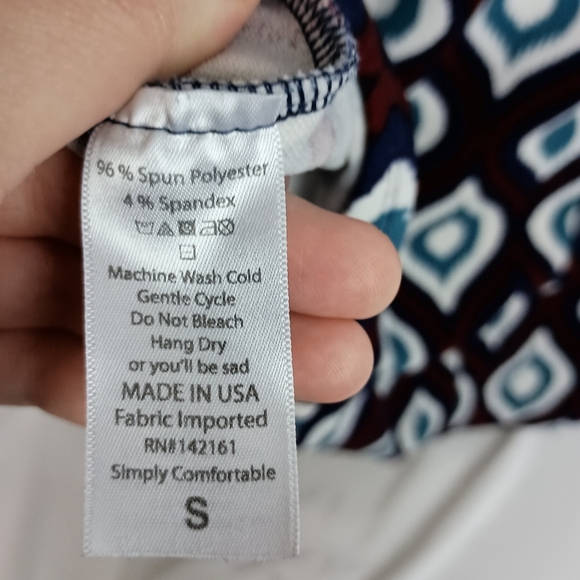 96 % Spun Polyester
4 % Spandex
Machine Wash Cold
Gentle Cycle
Do Not Bleach
Hang Dry
or you'll be sad
MADE IN USA
Fabric Imported
RN#142161
Simply Comfortable
S